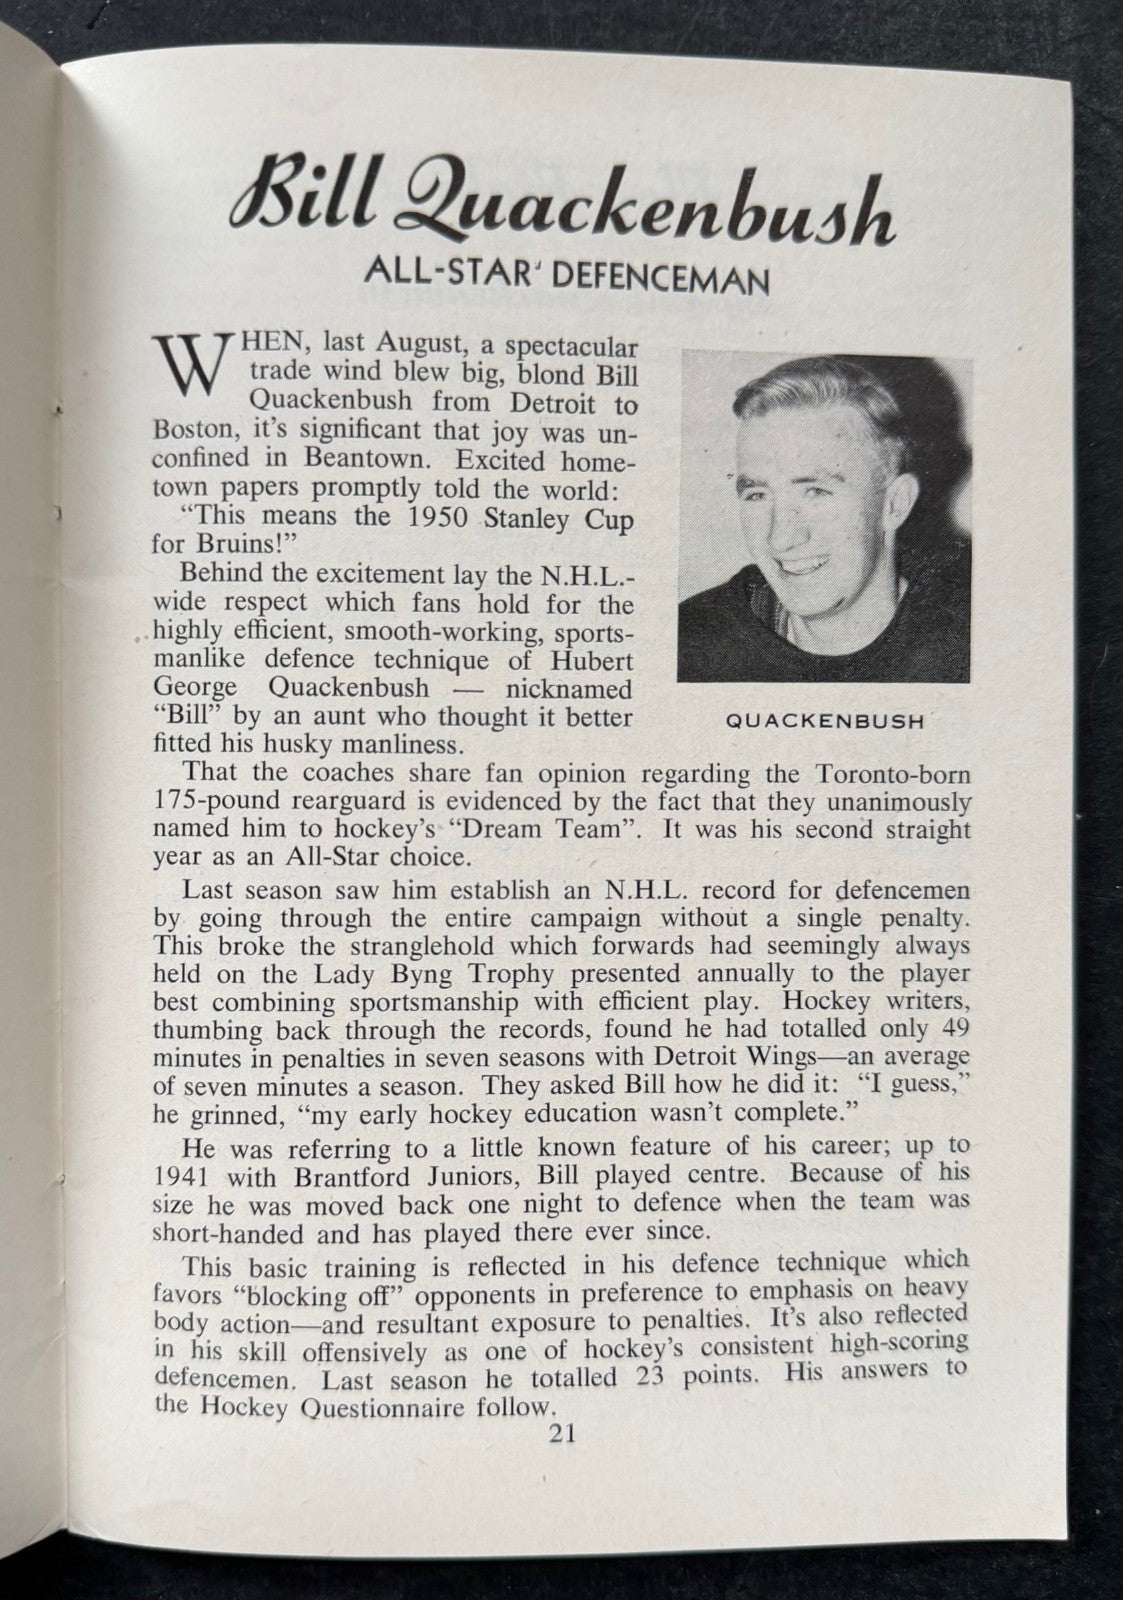 Bill Quackenbush
ALL-STAR DEFENCEMAN
WHEN, last August, a spectacular
trade wind blew big, blond Bill
Quackenbush from Detroit to
Boston, it's significant that joy was un-
confined in Beantown. Excited home-
town papers promptly told the world:
"This means the 1950 Stanley Cup
for Bruins!"
Behind the excitement lay the N.H.L.-
wide respect which fans hold for the
highly efficient, smooth-working, sports-
manlike defence technique of Hubert
George Quackenbush — nicknamed
"Bill" by an aunt who thought it better
fitted his husky manliness.
QUACKENBUSH
That the coaches share fan opinion regarding the Toronto-born
175-pound rearguard is evidenced by the fact that they unanimously
named him to hockey's "Dream Team". It was his second straight
year as an All-Star choice.
Last season saw him establish an N.H.L. record for defencemen
by going through the entire campaign without a single penalty.
This broke the stranglehold which forwards had seemingly always
held on the Lady Byng Trophy presented annually to the player
best combining sportsmanship with efficient play. Hockey writers,
thumbing back through the records, found he had totalled only 49
minutes in penalties in seven seasons with Detroit Wings—an average
of seven minutes a season. They asked Bill how he did it: "I guess,"
he grinned, "my early hockey education wasn't complete."
He was referring to a little known feature of his career; up to
1941 with Brantford Juniors, Bill played centre. Because of his
size he was moved back one night to defence when the team was
short-handed and has played there ever since.
This basic training is reflected in his defence technique which
favors "blocking off" opponents in preference to emphasis on heavy
body action—and resultant exposure to penalties. It's also reflected
in his skill offensively as one of hockey's consistent high-scoring
defencemen. Last season he totalled 23 points. His answers to
the Hockey Questionnaire follow.
21